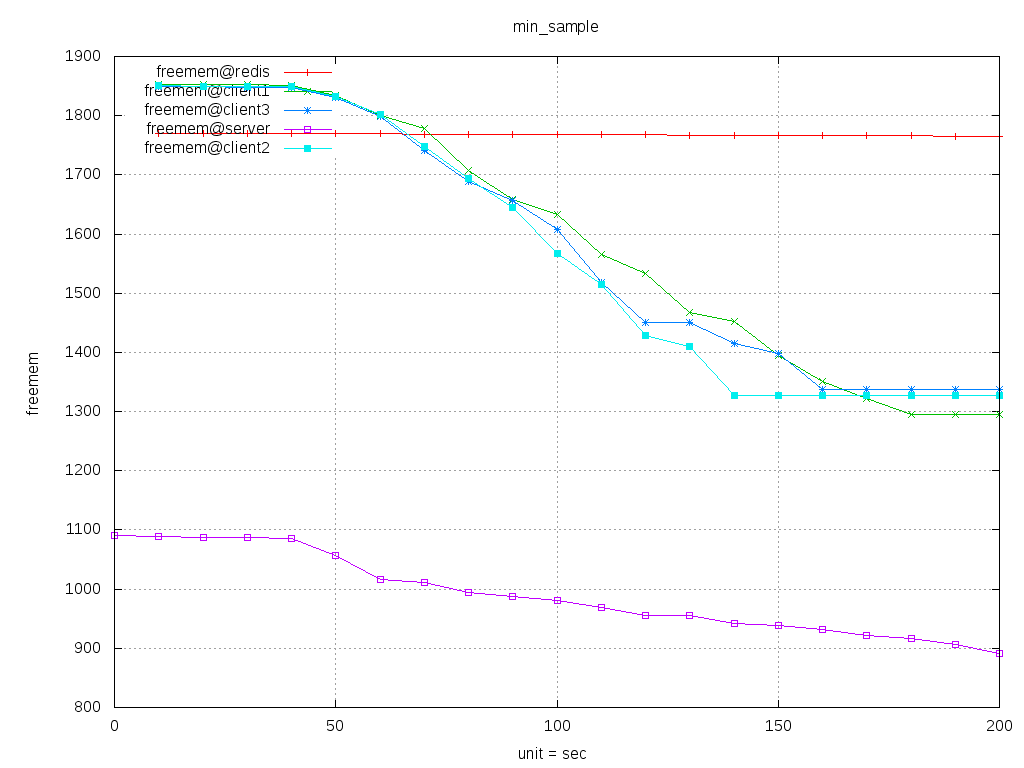 min_sample
1900
1800
1700
1600
1500
1400
1300
1200
1100
1000
900
800
freemem
freemem@redis
freemem@client1
freemem@client3
freemem@server
freemem@client2
0
50
100
150
200
unit = sec